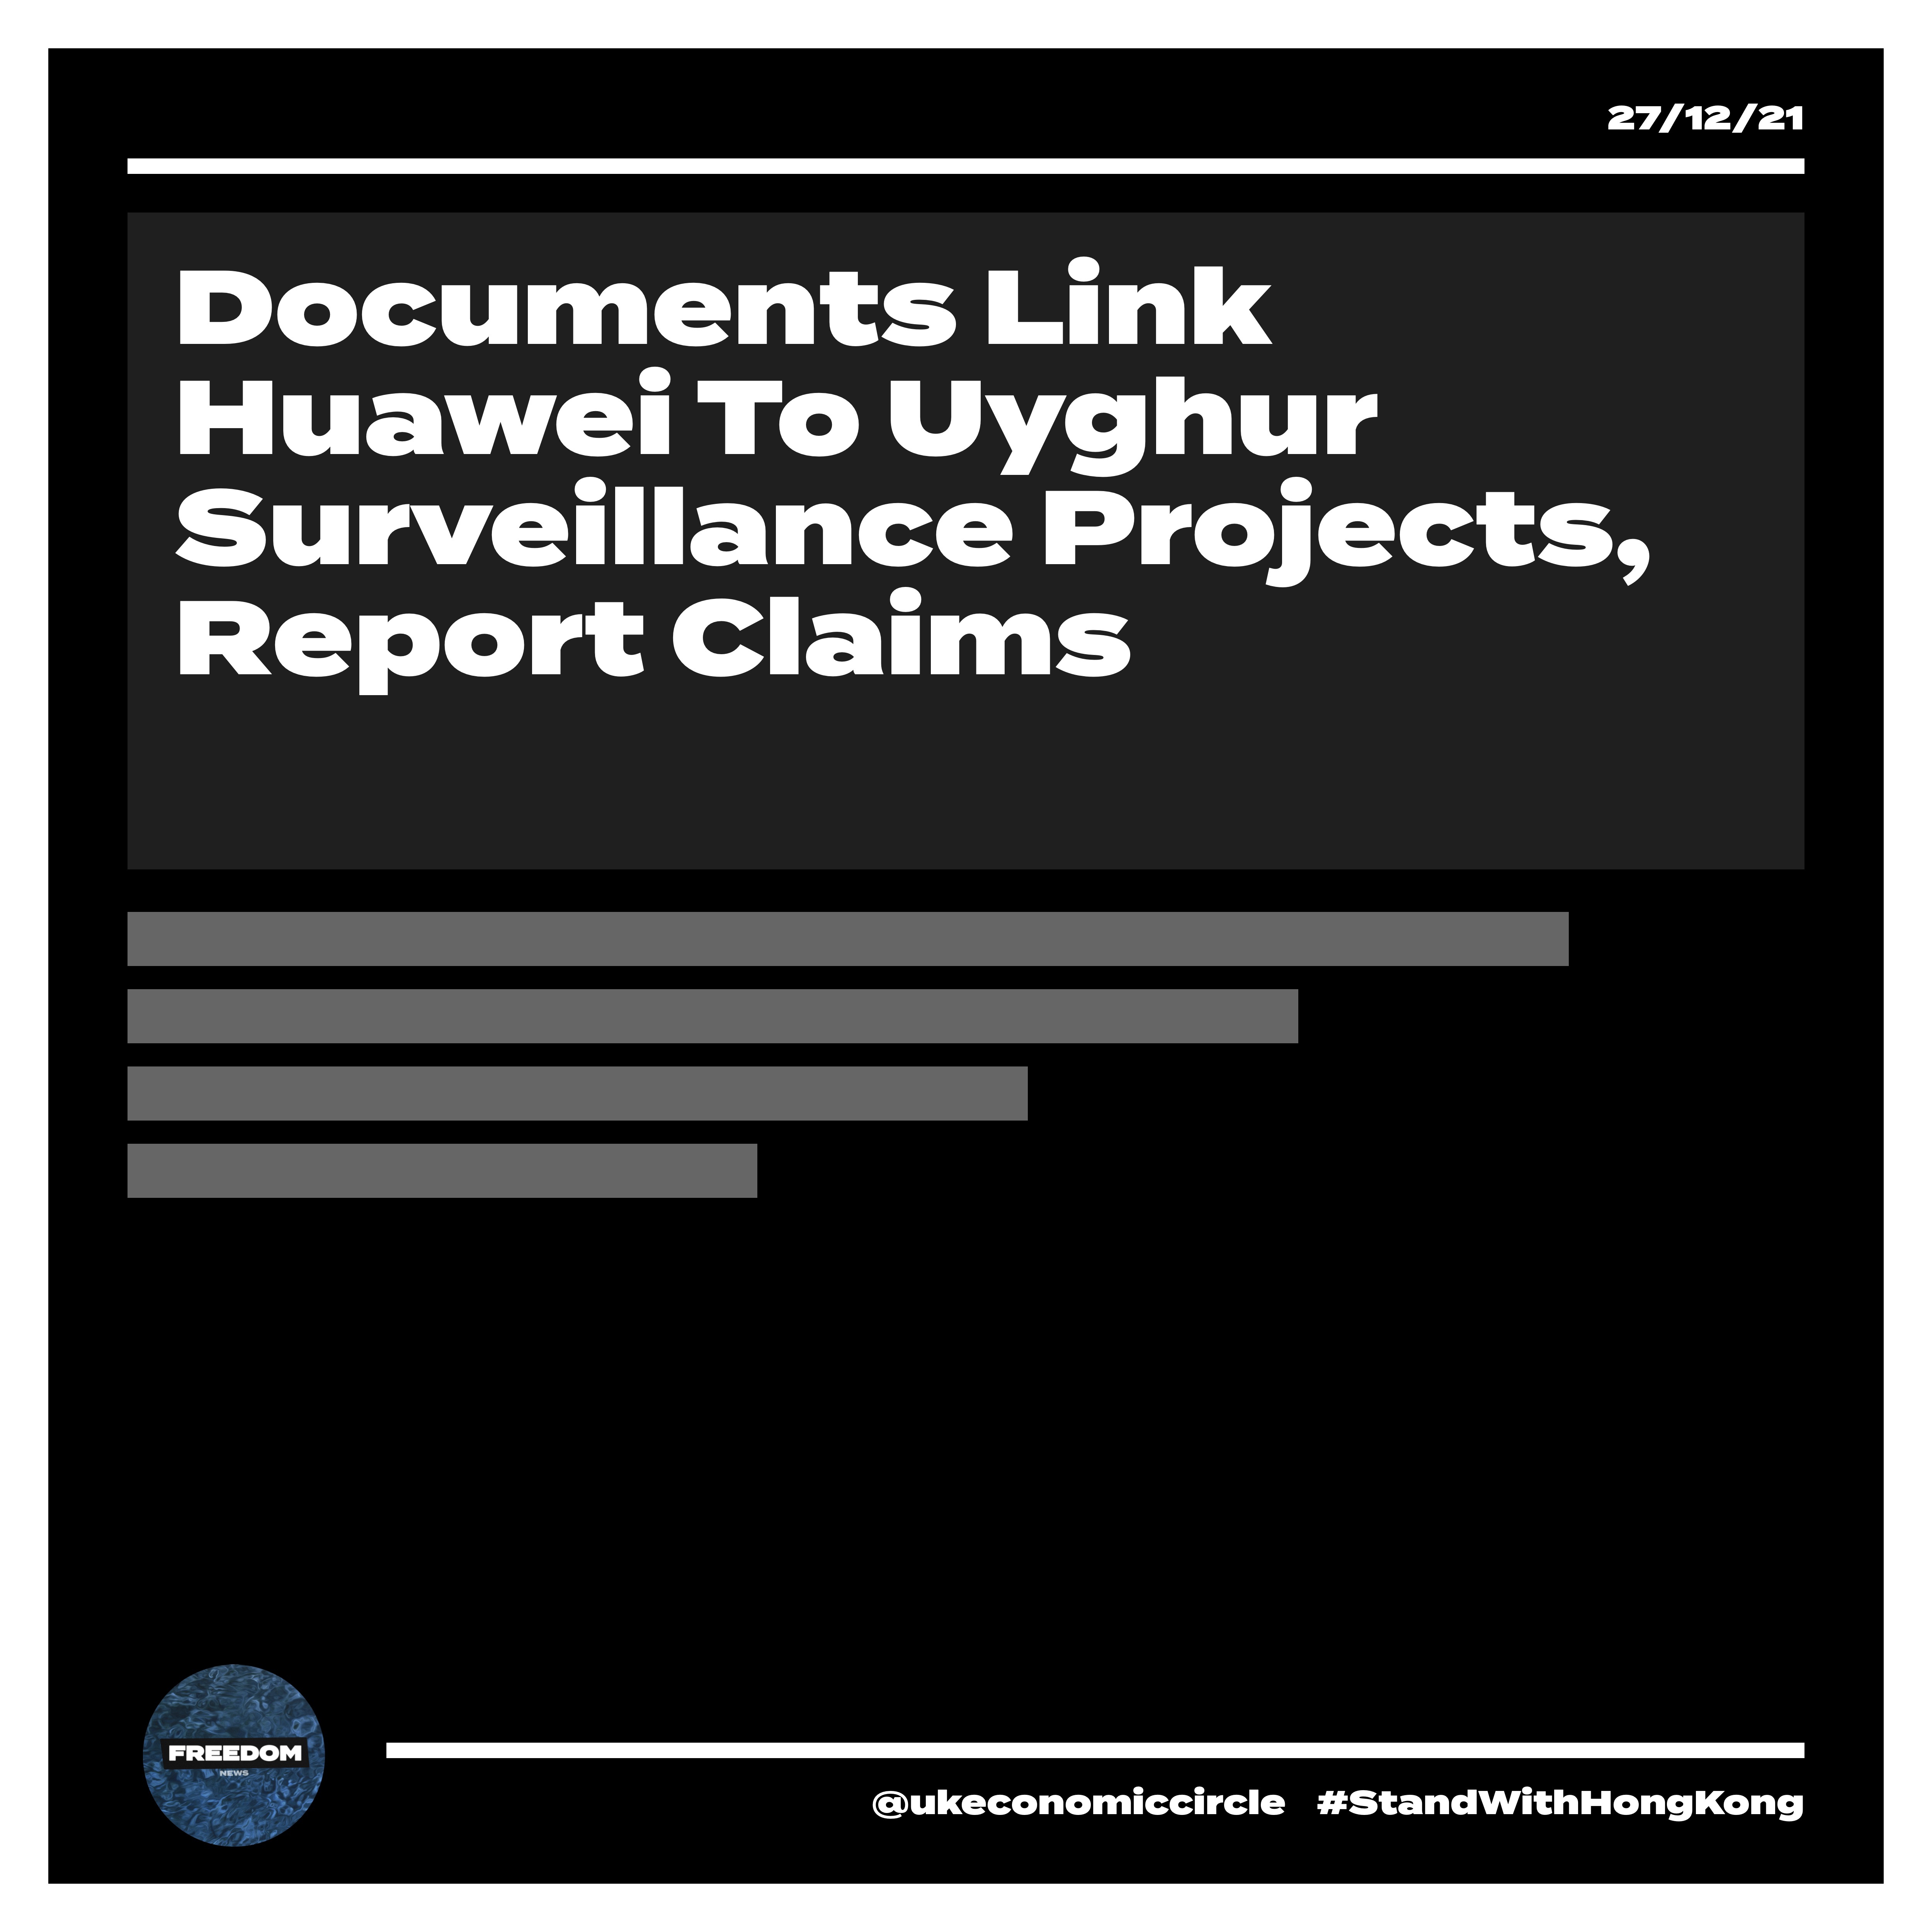 27/12/21
Documents Link
Huawei To Uyghur
Surveillance Projects,
Report Claims
FREEDOM
NEWS
@ukeconomiccircle #StandWithHongKong